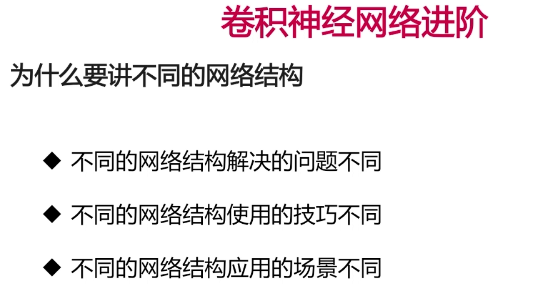 卷积神经网络进阶
为什么要讲不同的网络结构
◆ 不同的网络结构解决的问题不同
◆ 不同的网络结构使用的技巧不同
◆ 不同的网络结构应用的场景不同